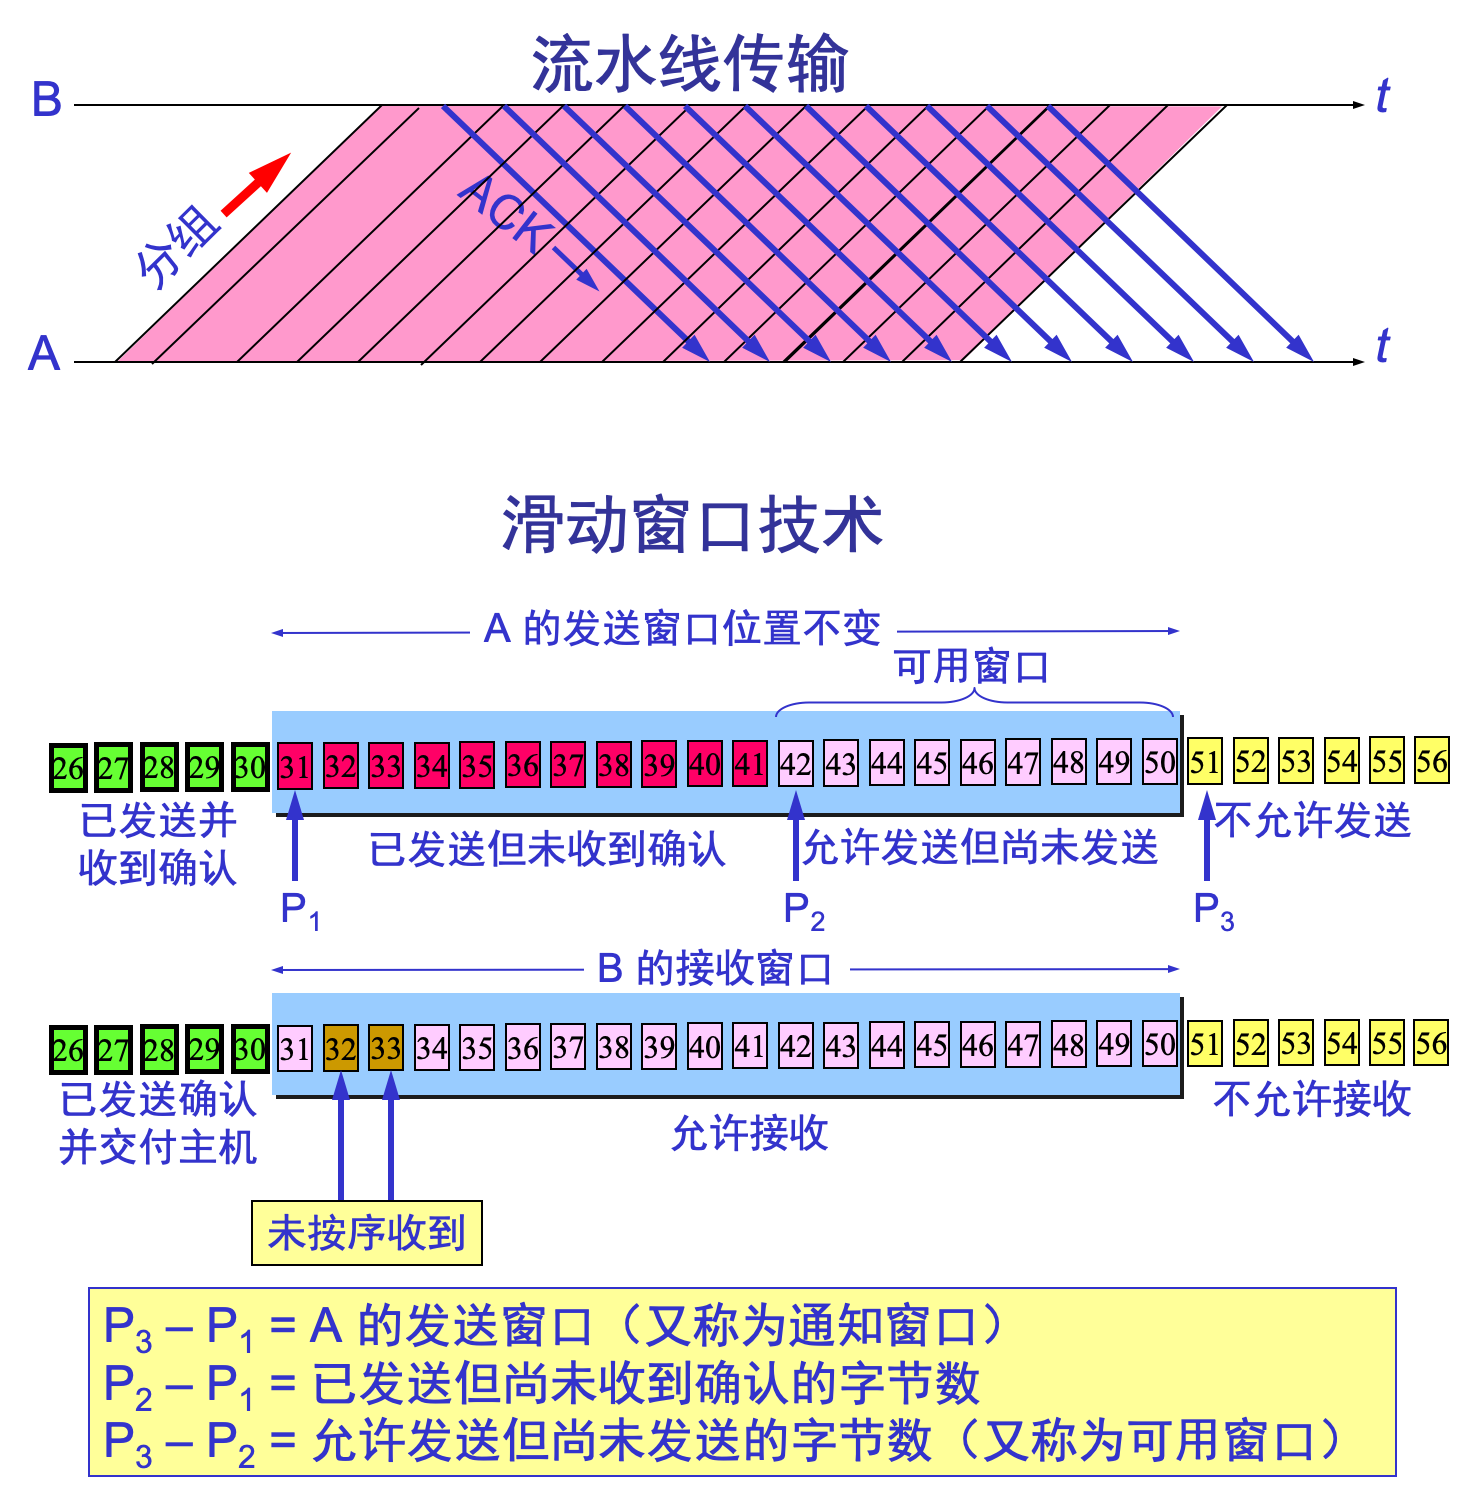 流水线传输
B
t
分组
ACK
A
t
滑动窗口技术
A 的发送窗口位置不变
可用窗口
26 27 28 29 30 31 32 33 34 35 36 37 38 39 40 41 42 43 44 45 46 47 48 49 50 51 52 53 54 55 56
已发送并
收到确认
已发送但未收到确认
允许发送但尚未发送
不允许发送
P1
P2
P3
B 的接收窗口
26 27 28 29 30 31 32 33 34 35 36 37 38 39 40 41 42 43 44 45 46 47 48 49 50 51 52 53 54 55 56
已发送确认
并交付主机
允许接收
不允许接收
未按序收到
P3 – P1 = A 的发送窗口（又称为通知窗口）
P2 – P1 = 已发送但尚未收到确认的字节数
P3 – P2 = 允许发送但尚未发送的字节数（又称为可用窗口）